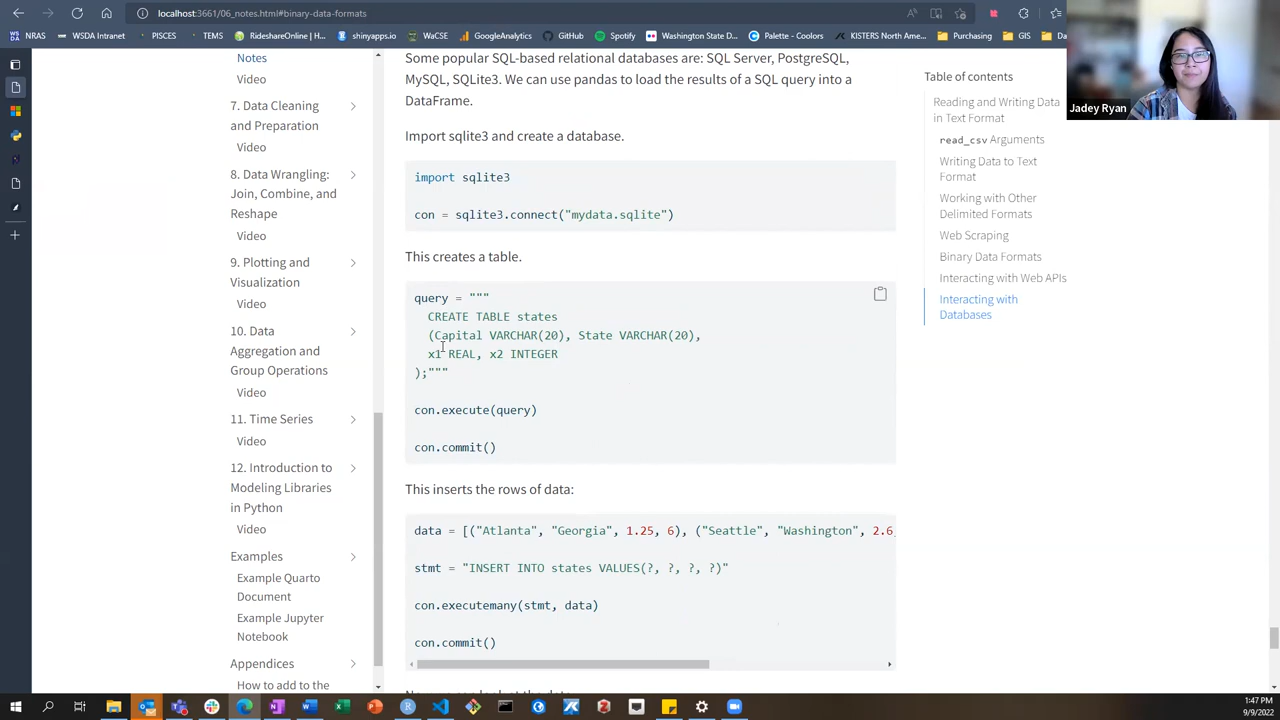 localhost:3661/06_notes.html#binary-data-formats
NRAS
WSDA Intranet
PISCES
TEMS
RideshareOnline | H...
shinyapps.io
WaCSE
GoogleAnalytics
GitHub
Spotify
Washington State D...
Palette - Coolors
KISTERS North Ame...
Purchasing
GIS
Da
Jadey Ryan
Notes
Video
7. Data Cleaning
and Preparation
Video
8. Data Wrangling:
Join, Combine, and
Reshape
Video
9. Plotting and
Visualization
Video
10. Data
Aggregation and
Group Operations
Video
11. Time Series
Video
12. Introduction to
Modeling Libraries
in Python
Video
Examples
Example Quarto
Document
Example Jupyter
Notebook
Appendices
How to add to the
Some popular SQL-based relational databases are: SQL Server, PostgreSQL,
MySQL, SQLite3. We can use pandas to load the results of a SQL query into a
DataFrame.
Import sqlite3 and create a database.
import sqlite3
con = sqlite3.connect("mydata.sqlite")
This creates a table.
query = """
CREATE TABLE states
(Capital VARCHAR(20), State VARCHAR(20),
x1 REAL, x2 INTEGER
);"""
con.execute(query)
con.commit()
This inserts the rows of data:
data = [("Atlanta", "Georgia", 1.25, 6), ("Seattle", "Washington", 2.6
stmt = "INSERT INTO states VALUES(?, ?, ?, ?)"
con.executemany(stmt, data)
con.commit()
Table of contents
Reading and Writing Data
in Text Format
read_csv Arguments
Writing Data to Text
Format
Working with Other
Delimited Formats
Web Scraping
Binary Data Formats
Interacting with Web APIs
Interacting with
Databases
1:47 PM
9/9/2022